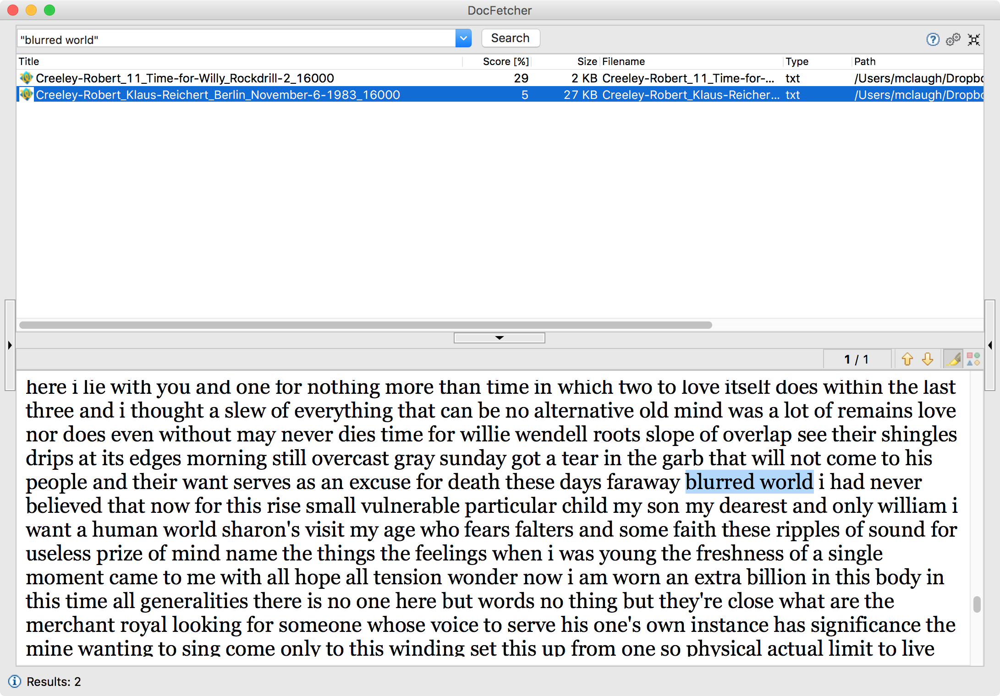 DocFetcher
"blurred world"
Search
Title Score [%] Size Filename Type Path
Creeley-Robert_11_Time-for-Willy_Rockdrill-2_16000 29 2 KB Creeley-Robert_11_Time-for-... txt /Users/mclaugh/Dropbo
Creeley-Robert_Klaus-Reichert_Berlin_November-6-1983_16000 5 27 KB Creeley-Robert_Klaus-Reicher... txt /Users/mclaugh/Dropbo
1 / 1
here i lie with you and one for nothing more than time in which two to love itself does within the last
three and i thought a slew of everything that can be no alternative old mind was a lot of remains love
nor does even without may never dies time for willie wendell roots slope of overlap see their shingles
drips at its edges morning still overcast gray sunday got a tear in the garb that will not come to his
people and their want serves as an excuse for death these days faraway blurred world i had never
believed that now for this rise small vulnerable particular child my son my dearest and only william i
want a human world sharon's visit my age who fears falters and some faith these ripples of sound for
useless prize of mind name the things the feelings when i was young the freshness of a single
moment came to me with all hope all tension wonder now i am worn an extra billion in this body in
this time all generalities there is no one here but words no thing but they're close what are the
merchant royal looking for someone whose voice to serve his one's own instance has significance the
mine wanting to sing come only to this winding set this up from one so physical actual limit to live
Results: 2